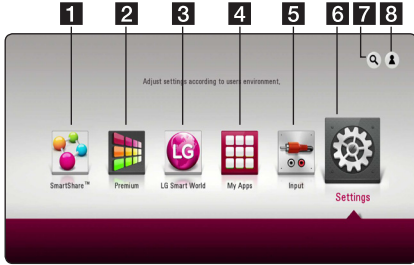 1 2 3 4 5 6 7 8
Adjust settings according to users environment.
LG
SmartShare™ Premium LG Smart World My Apps Input Settings